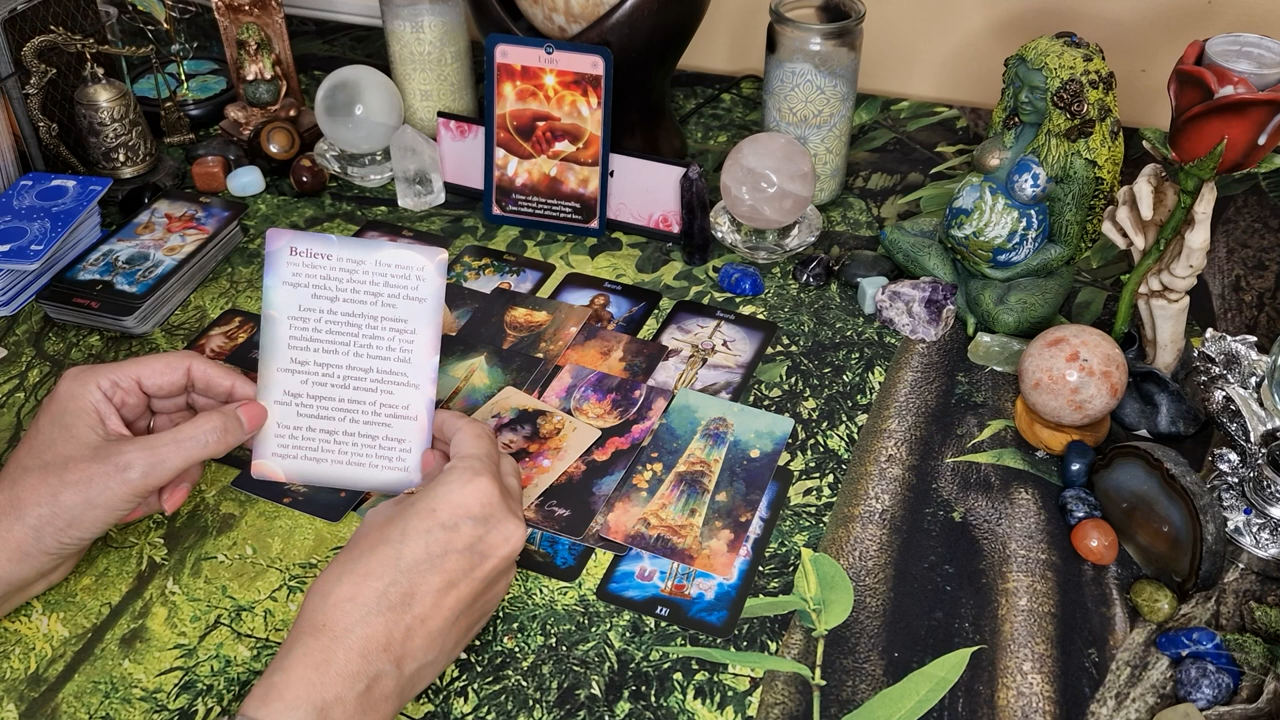 34
Unity
A time of divine understanding,
renewal, peace and hope.
You radiate and attract great love.
Believe in magic - How many of
you believe in magic in your world. We
are not talking about the illusion of
magical tricks, but the magic and change
through actions of love.
Love is the underlying positive
energy of everything that is magical.
From the elemental realms of your
multidimensional Earth to the first
breath at birth of the human child.
Magic happens through kindness,
compassion and a greater understanding
of your world around you.
Magic happens in times of peace of
mind when you connect to the unlimited
boundaries of the universe.
You are the magic that brings change -
use the love you have in your heart and
our internal love for you to bring the
magical changes you desire for yourself.
Swords
Swords
Cups
XXI
The Lovers